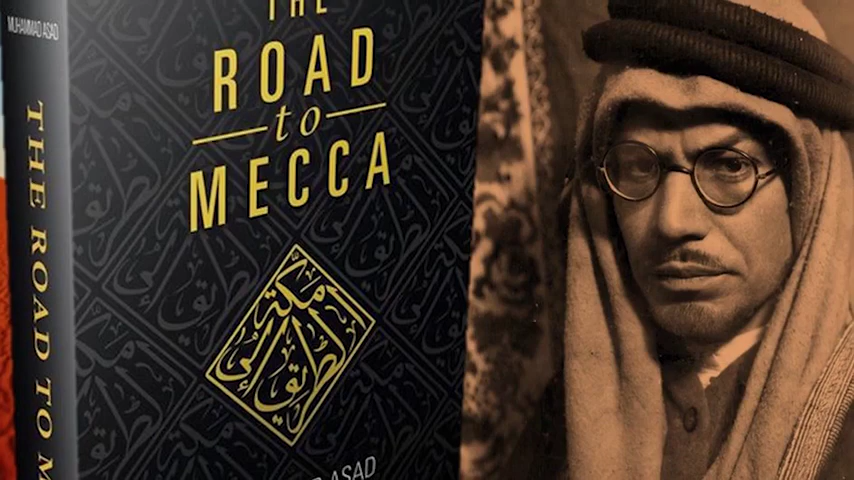 MUHAMMAD ASAD
THE ROAD TO M
THE
ROAD
to
MECCA
الطريق إلى مكة
ASAD